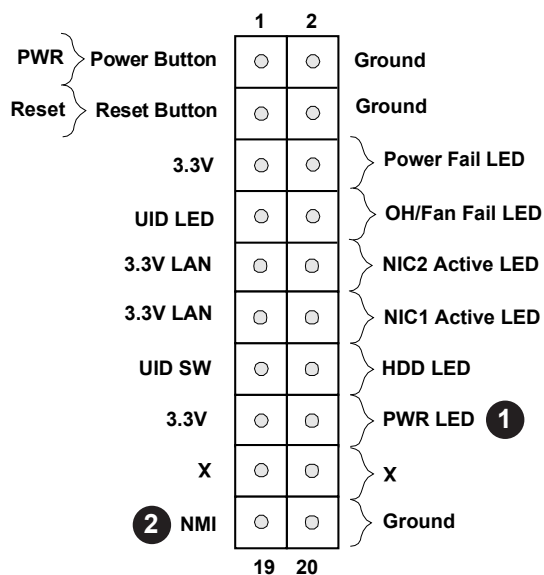 1 2
PWR Power Button Ground
Reset Reset Button Ground
3.3V Power Fail LED
UID LED OH/Fan Fail LED
3.3V LAN NIC2 Active LED
3.3V LAN NIC1 Active LED
UID SW HDD LED
3.3V PWR LED 1
X X
2 NMI Ground
19 20